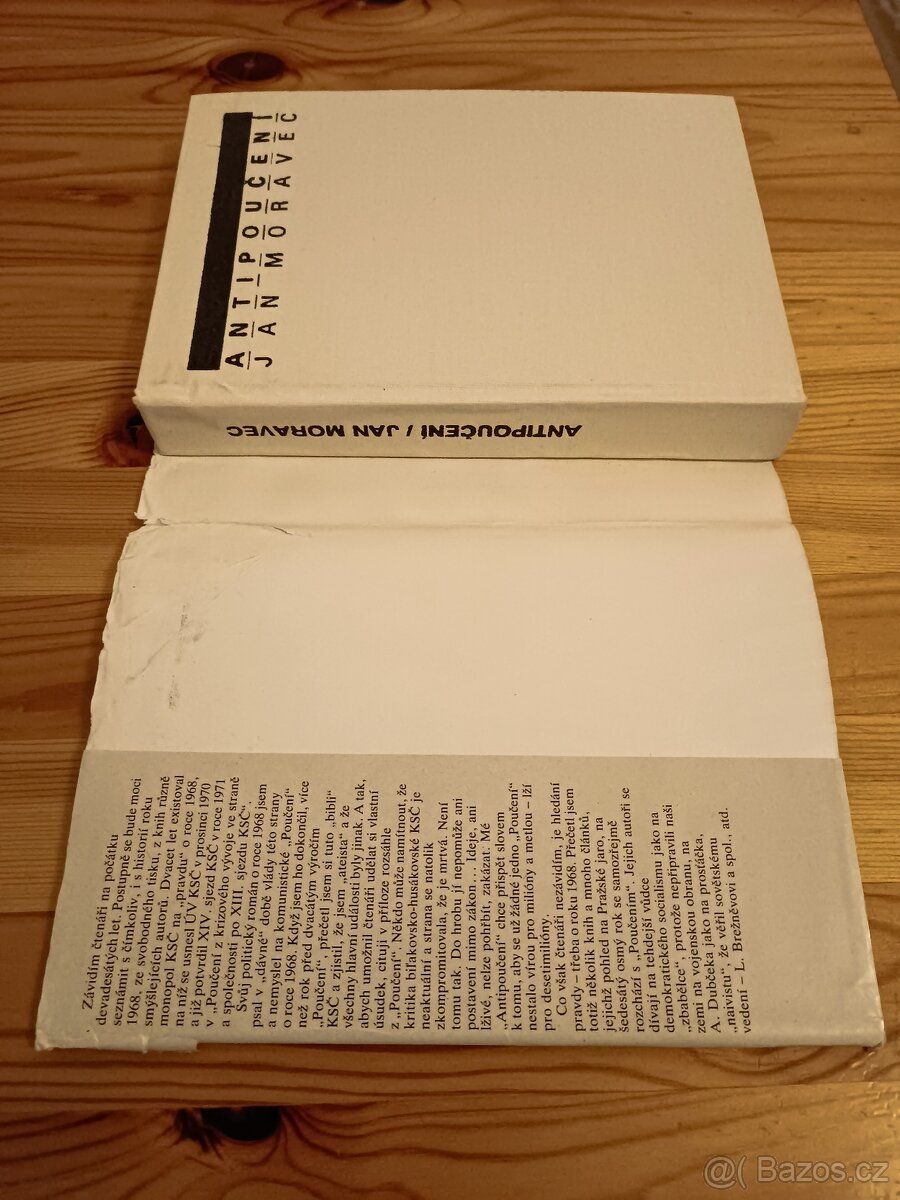 ANTIPOUČENÍ
JAN MORAVEC
ANTIPOUČENÍ / JAN MORAVEC
Závidím čtenáři na počátku
devadesátých let. Postupně se bude moci
seznámit s čímkoliv, i s historií roku
1968, ze svobodného tisku, z knih různě
smýšlejících autorů. Dvacet let existoval
monopol KSČ na „pravdu“ o roce 1968,
na níž se usnesl ÚV KSČ v prosinci 1970
a již potvrdil XIV. sjezd KSČ v roce 1971
v „Poučení z krizového vývoje ve straně
a společnosti po XIII. sjezdu KSČ“.
Svůj politický román o roce 1968 jsem
psal v „dávné“ době vlády této strany
a nemyslel na komunistické „Poučení“
o roce 1968. Když jsem ho dokončil, více
než rok před dvacátým výročím
„Poučení“, přečetl jsem si tuto „bibli“
KSČ a zjistil, že jsem „ateista“ a že
všechny hlavní události byly jinak. A tak,
abych umožnil čtenáři udělat si vlastní
úsudek, cituji v příloze rozsáhle
z „Poučení“. Někdo může namítnout, že
kritika bilakovsko-husákovské KSČ je
neaktuální a strana se natolik
zkompromitovala, že je mrtvá. Není
tomu tak. Do hrobu jí nepomůže ani
postavení mimo zákon... Ideje, ani
lživé, nelze pohřbít, zakázat. Mé
„Antipoučení“ chce přispět slovem
k tomu, aby se už žádné jedno „Poučení“
nestalo vírou pro milióny a metlou – lží
pro desetimilióny.
Co však čtenáři nezávidím, je hledání
pravdy – třeba o roku 1968. Přečetl jsem
totiž několik knih a mnoho článků,
jejichž pohled na Pražské jaro, na
šedesátý osmý rok se samozřejmě
rozchází s „Poučením“. Jejich autoři se
dívají na tehdejší vůdce
demokratického socialismu jako na
„zbabělce“, protože nepřipravili naši
zemi na vojenskou obranu, na
A. Dubčeka jako na prosťáčka,
„naivistu“, že věřil sovětskému
vedení – L. Brežněvovi a spol., atd.
@( Bazos.cz